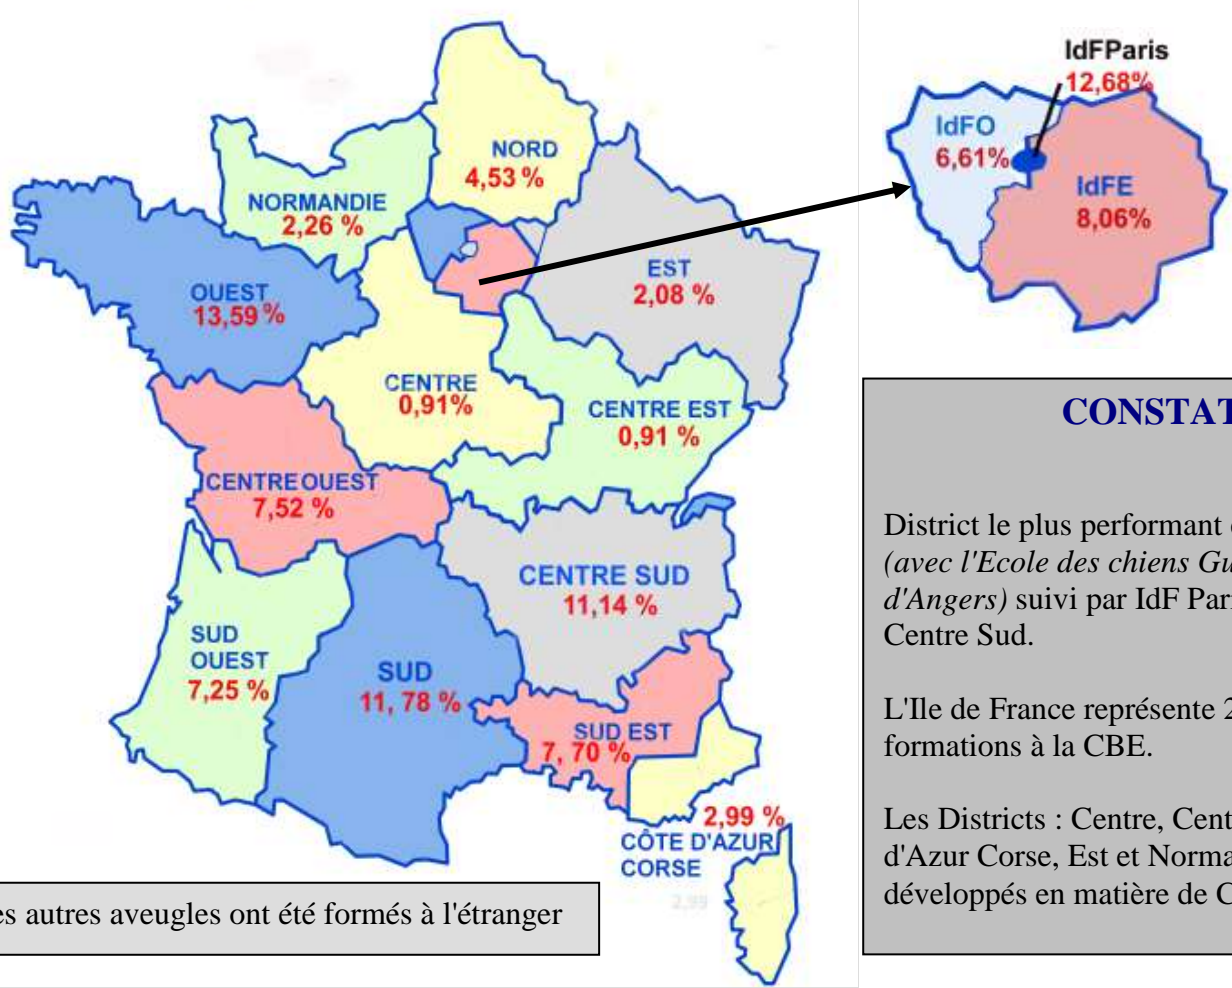 NORD
4,53 %
NORMANDIE
2,26 %
OUEST
13,59 %
EST
2,08 %
CENTRE
0,91%
CENTRE EST
0,91 %
CENTRE OUEST
7,52 %
CENTRE SUD
11,14 %
SUD
OUEST
7,25 %
SUD
11, 78 %
SUD EST
7, 70 %
2,99 %
CÔTE D'AZUR
CORSE
2,99
es autres aveugles ont été formés à l'étranger
IdFParis
12,68%
IdFO
6,61%
IdFE
8,06%
CONSTAT
District le plus performant
(avec l'Ecole des chiens Gu
d'Angers) suivi par IdF Par
Centre Sud.
L'Ile de France représente 2
formations à la CBE.
Les Districts : Centre, Cent
d'Azur Corse, Est et Norma
développés en matière de C